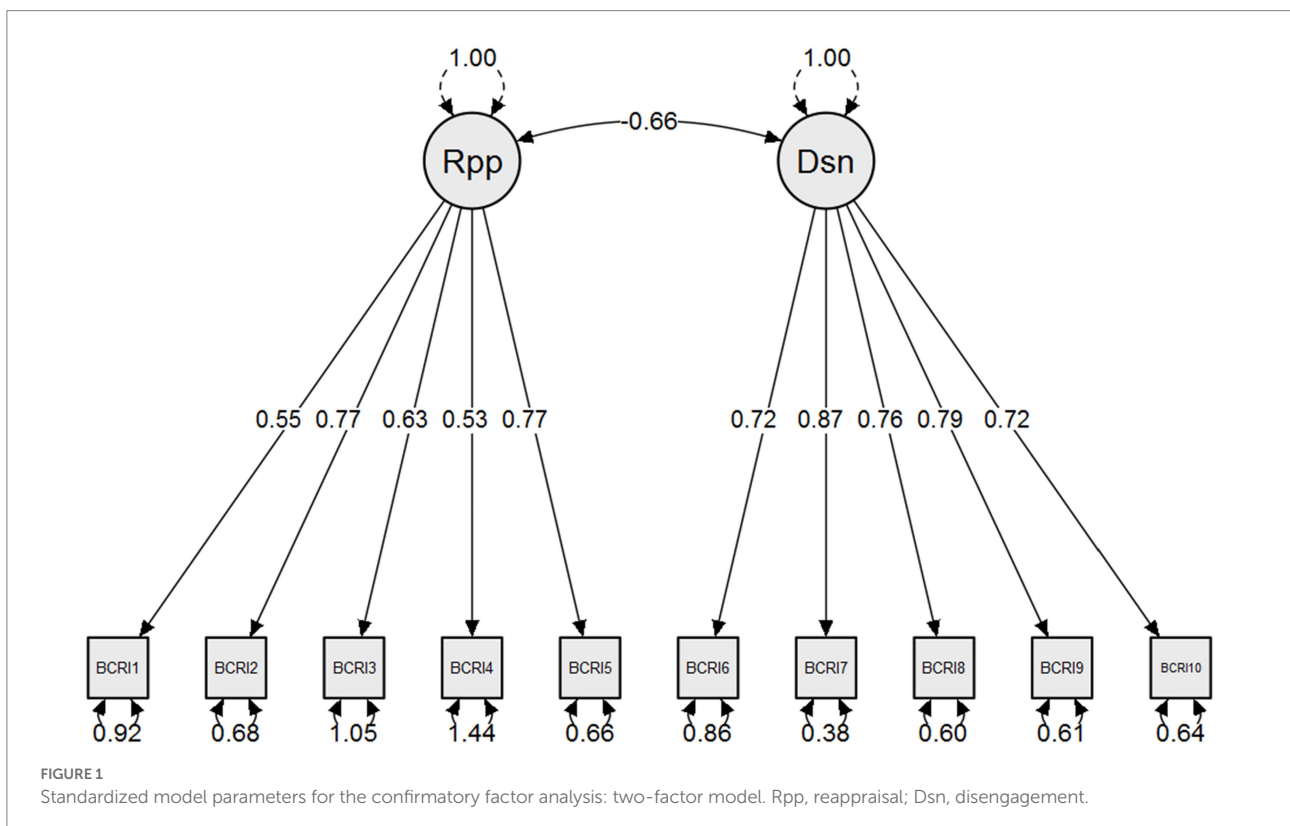 1.00 1.00
-0.66
Rpp Dsn
0.55 0.77 0.63 0.53 0.77 0.72 0.87 0.76 0.79 0.72
BCRI1 BCRI2 BCRI3 BCRI4 BCRI5 BCRI6 BCRI7 BCRI8 BCRI9 BCRI10
0.92 0.68 1.05 1.44 0.66 0.86 0.38 0.60 0.61 0.64
FIGURE 1
Standardized model parameters for the confirmatory factor analysis: two-factor model. Rpp, reappraisal; Dsn, disengagement.